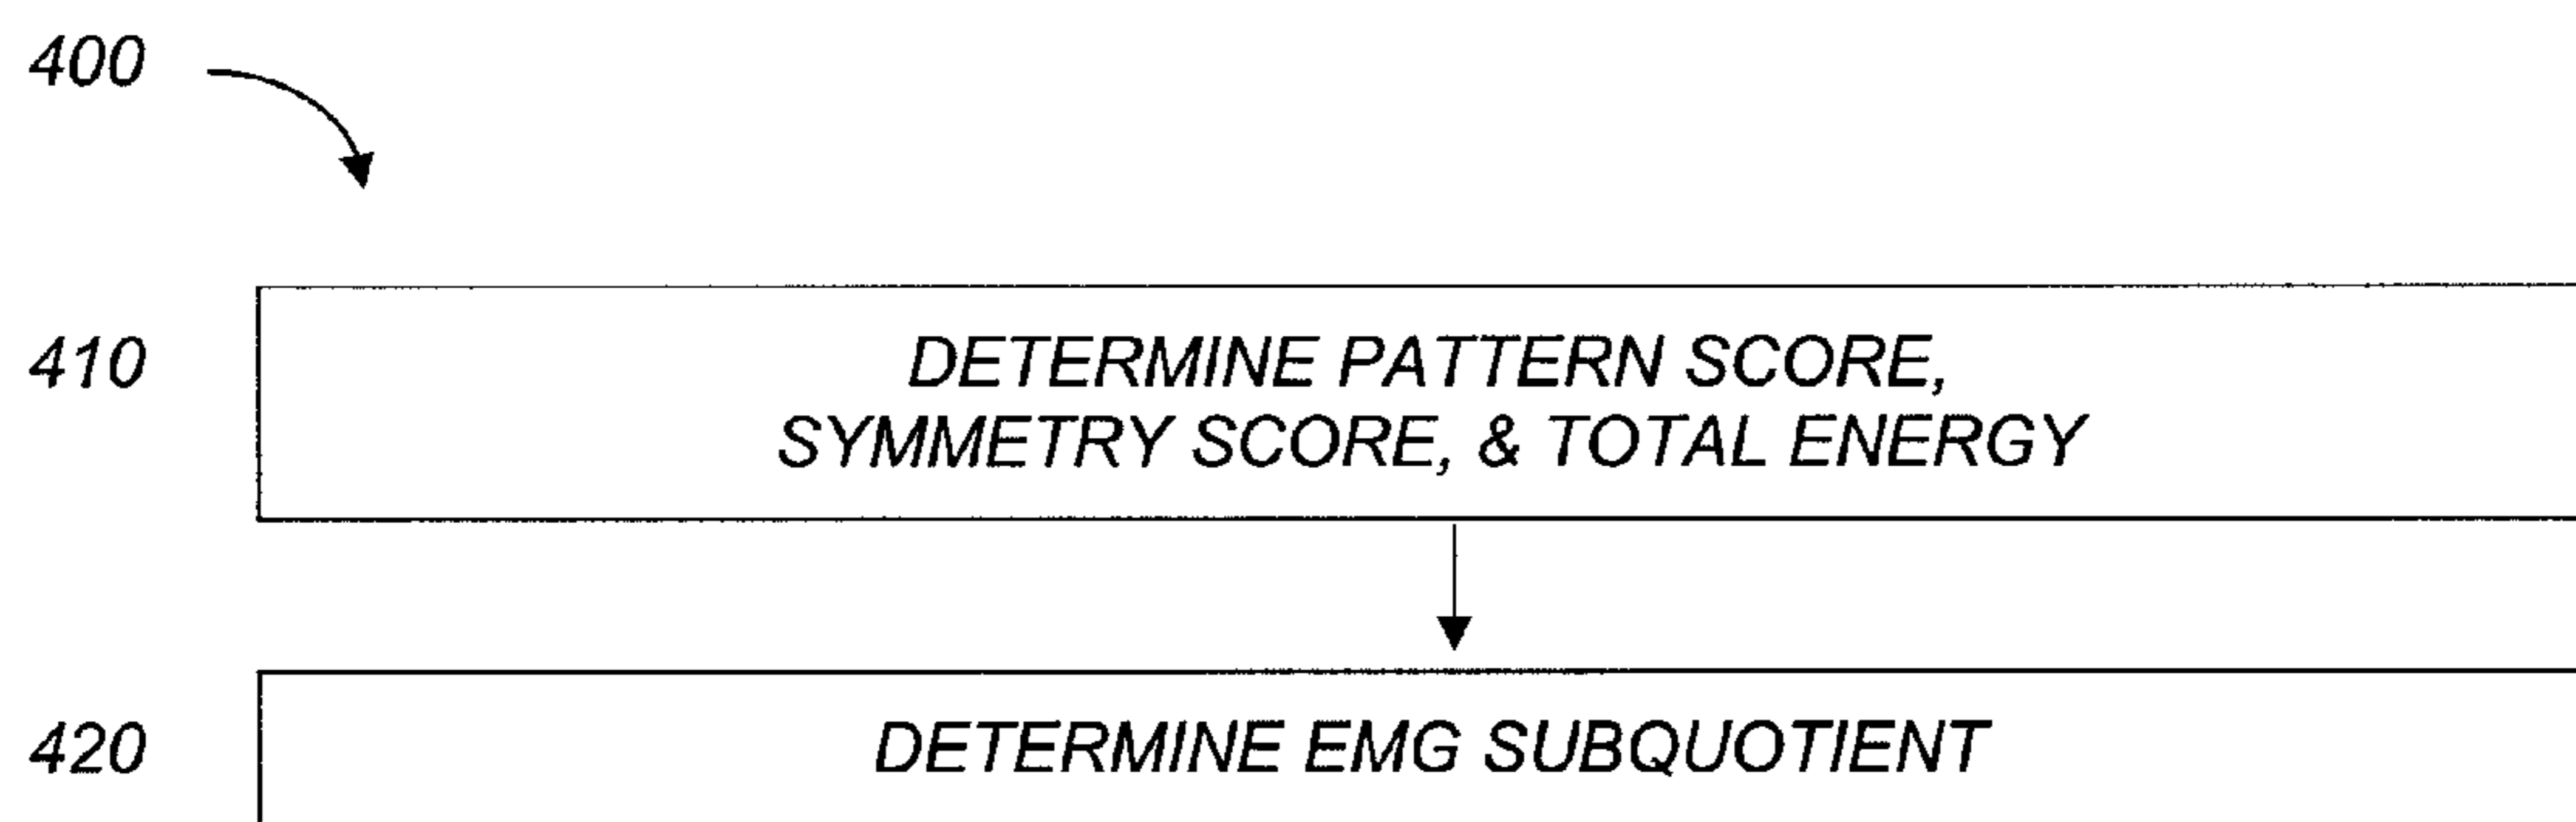 400
410
DETERMINE PATTERN SCORE,
SYMMETRY SCORE, & TOTAL ENERGY
420
DETERMINE EMG SUBQUOTIENT